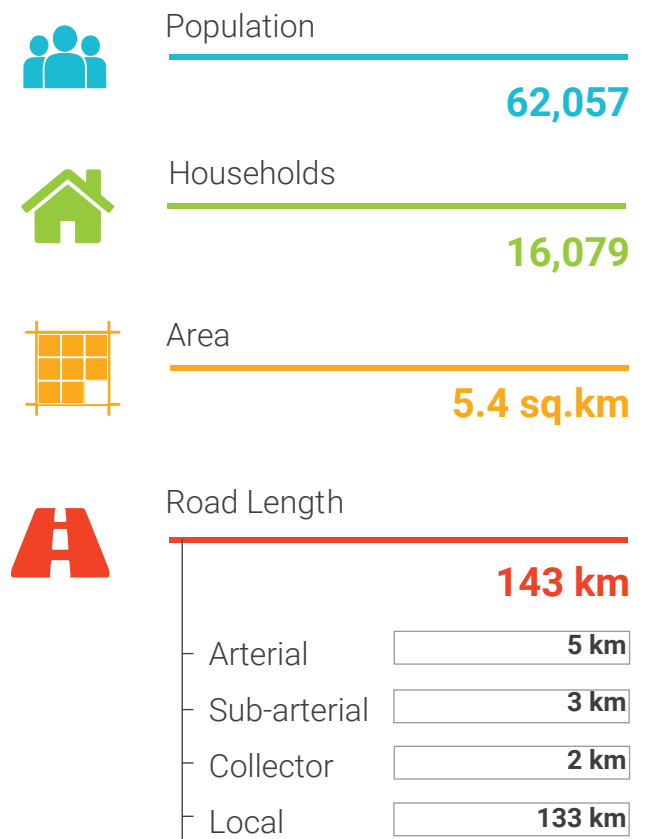 Population
62,057
Households
16,079
Area
5.4 sq.km
Road Length
143 km
Arterial 5 km
Sub-arterial 3 km
Collector 2 km
Local 133 km